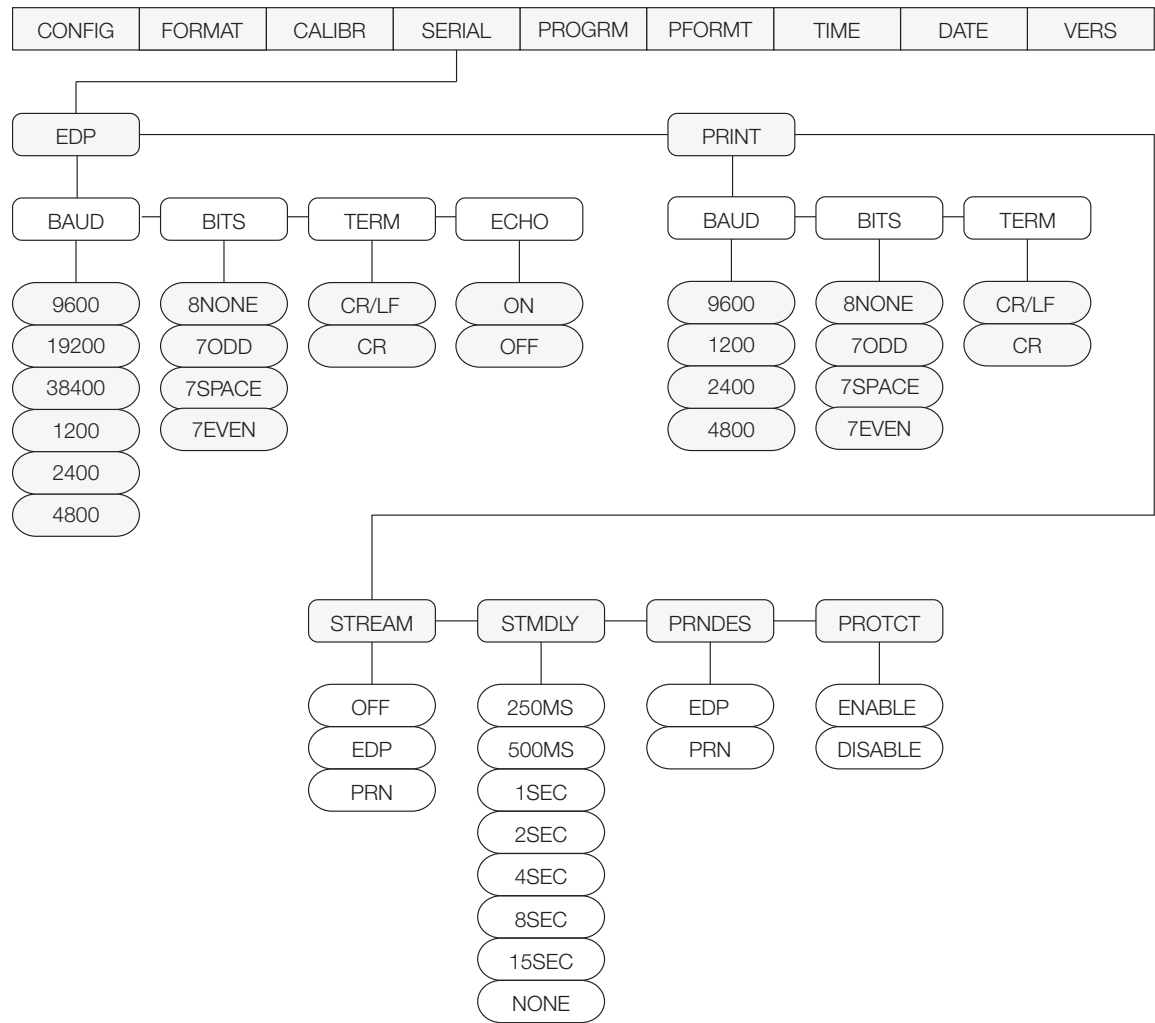 CONFIG FORMAT CALIBR SERIAL PROGRM PFORMT TIME DATE VERS
EDP PRINT
BAUD BITS TERM ECHO BAUD BITS TERM
9600 8NONE CR/LF ON 9600 8NONE CR/LF
19200 7ODD CR OFF 1200 7ODD CR
38400 7SPACE 2400 7SPACE
1200 7EVEN 4800 7EVEN
2400
4800
STREAM STMDLY PRNDES PROTCT
OFF 250MS EDP ENABLE
EDP 500MS PRN DISABLE
PRN 1SEC
2SEC
4SEC
8SEC
15SEC
NONE